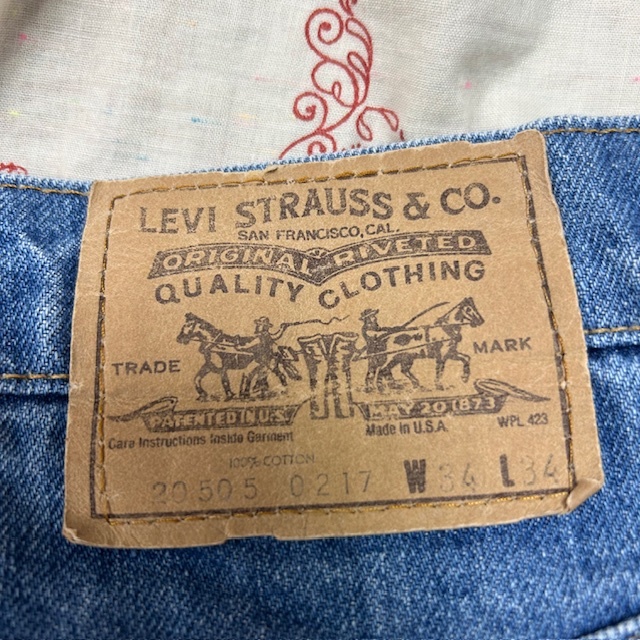 LEVI STRAUSS & CO.
SAN FRANCISCO, CAL.
ORIGINAL RIVETED
QUALITY CLOTHING
TRADE MARK
PATENTED IN U.S. MAY 20 1873
Care Instructions Inside Garment Made in U.S.A. WPL 423
100% COTTON
20505 0217 W 34 L 34